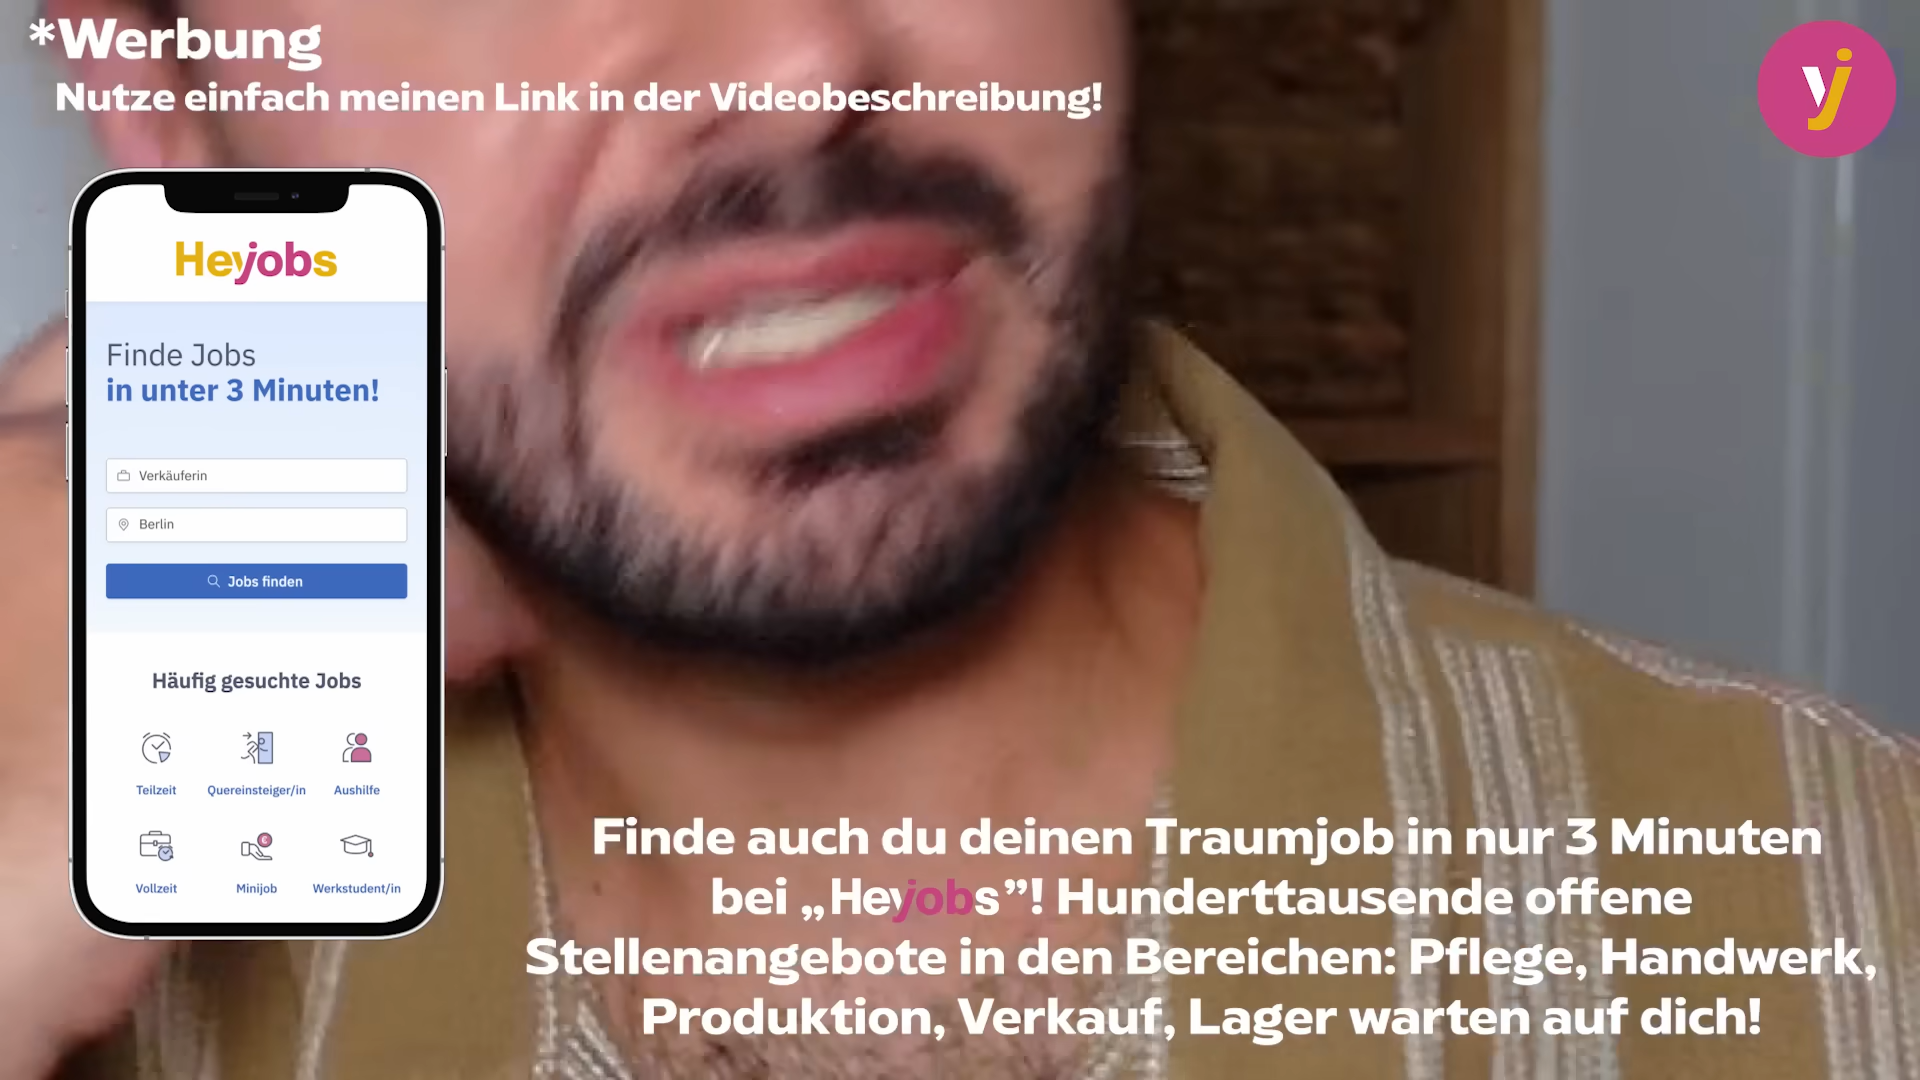 *Werbung
Nutze einfach meinen Link in der Videobeschreibung!
yj
Heyjobs
Finde Jobs
in unter 3 Minuten!
Verkäuferin
Berlin
Jobs finden
Häufig gesuchte Jobs
Teilzeit Quereinsteiger/in Aushilfe
€
Vollzeit Minijob Werkstudent/in
Finde auch du deinen Traumjob in nur 3 Minuten
bei „Heyjobs”! Hunderttausende offene
Stellenangebote in den Bereichen: Pflege, Handwerk,
Produktion, Verkauf, Lager warten auf dich!